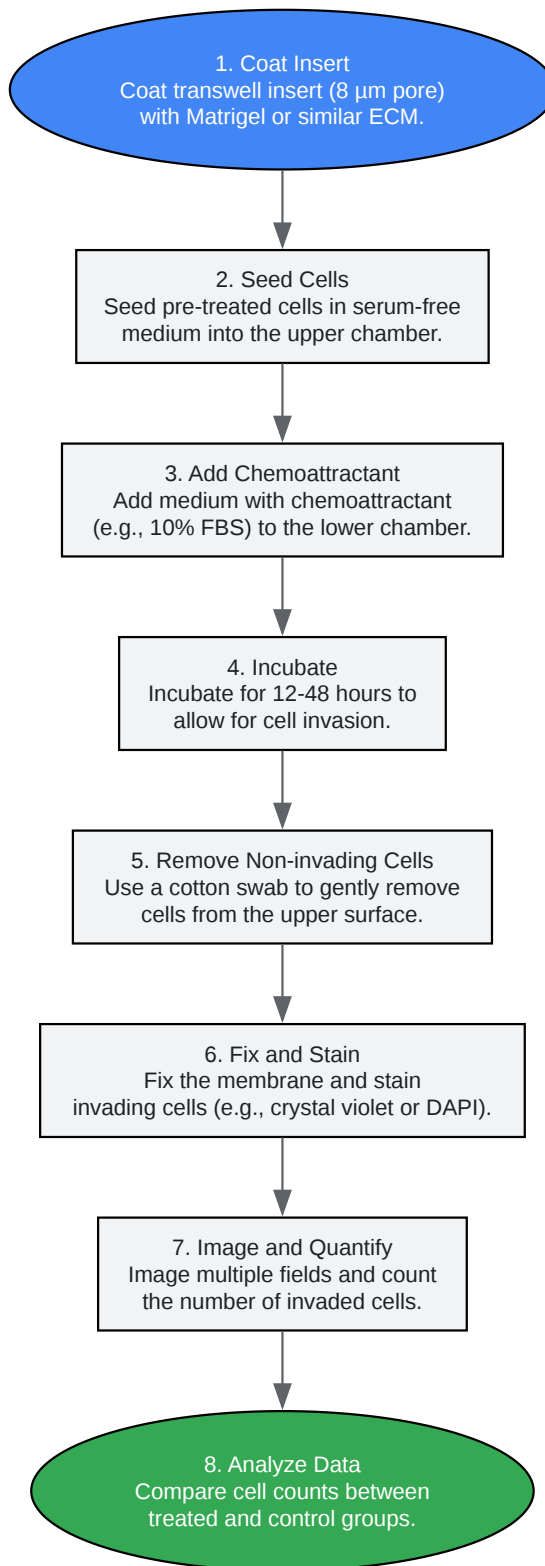 1. Coat Insert
Coat transwell insert (8 µm pore)
with Matrigel or similar ECM.
2. Seed Cells
Seed pre-treated cells in serum-free
medium into the upper chamber.
3. Add Chemoattractant
Add medium with chemoattractant
(e.g., 10% FBS) to the lower chamber.
4. Incubate
Incubate for 12-48 hours to
allow for cell invasion.
5. Remove Non-invading Cells
Use a cotton swab to gently remove
cells from the upper surface.
6. Fix and Stain
Fix the membrane and stain
invading cells (e.g., crystal violet or DAPI).
7. Image and Quantify
Image multiple fields and count
the number of invaded cells.
8. Analyze Data
Compare cell counts between
treated and control groups.